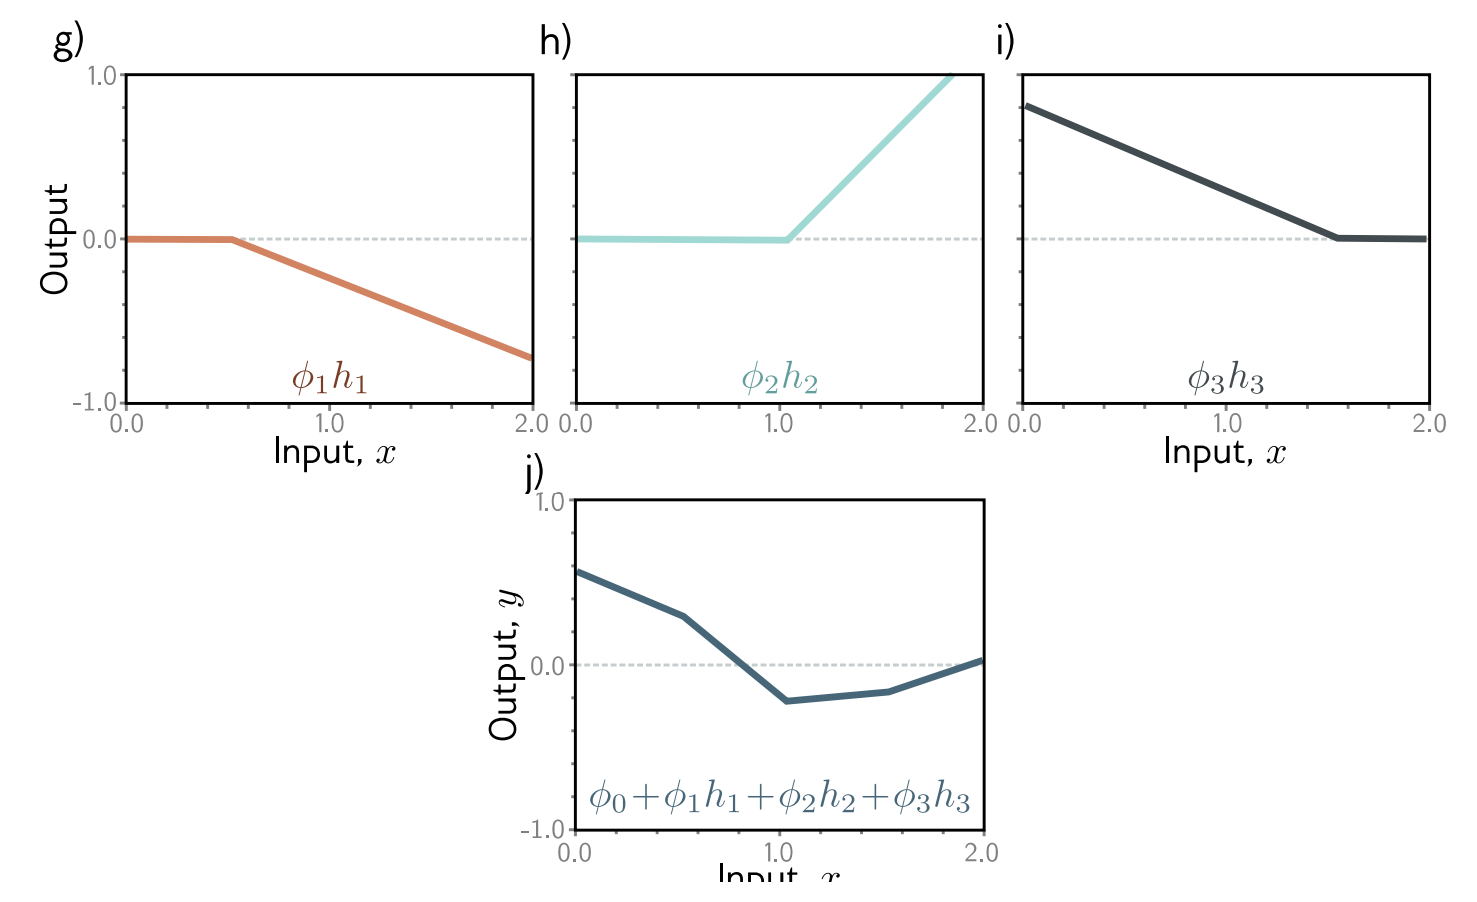 g) h) i)
1.0
Output
0.0
-1.0
ϕ₁h₁ ϕ₂h₂ ϕ₃h₃
0.0 1.0 2.0 0.0 1.0 2.0 0.0 1.0 2.0
Input, x Input, x
j)
1.0
Output, y
0.0
-1.0
ϕ₀+ϕ₁h₁+ϕ₂h₂+ϕ₃h₃
0.0 1.0 2.0
Input, x